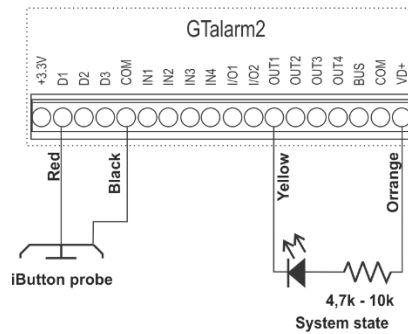 GTalarm2
+3.3V D1 D2 D3 COM IN1 IN2 IN3 IN4 I/O1 I/O2 OUT1 OUT2 OUT3 OUT4 BUS COM VD+
Red
Black
Yellow
Orrange
iButton probe
4,7k - 10k
System state